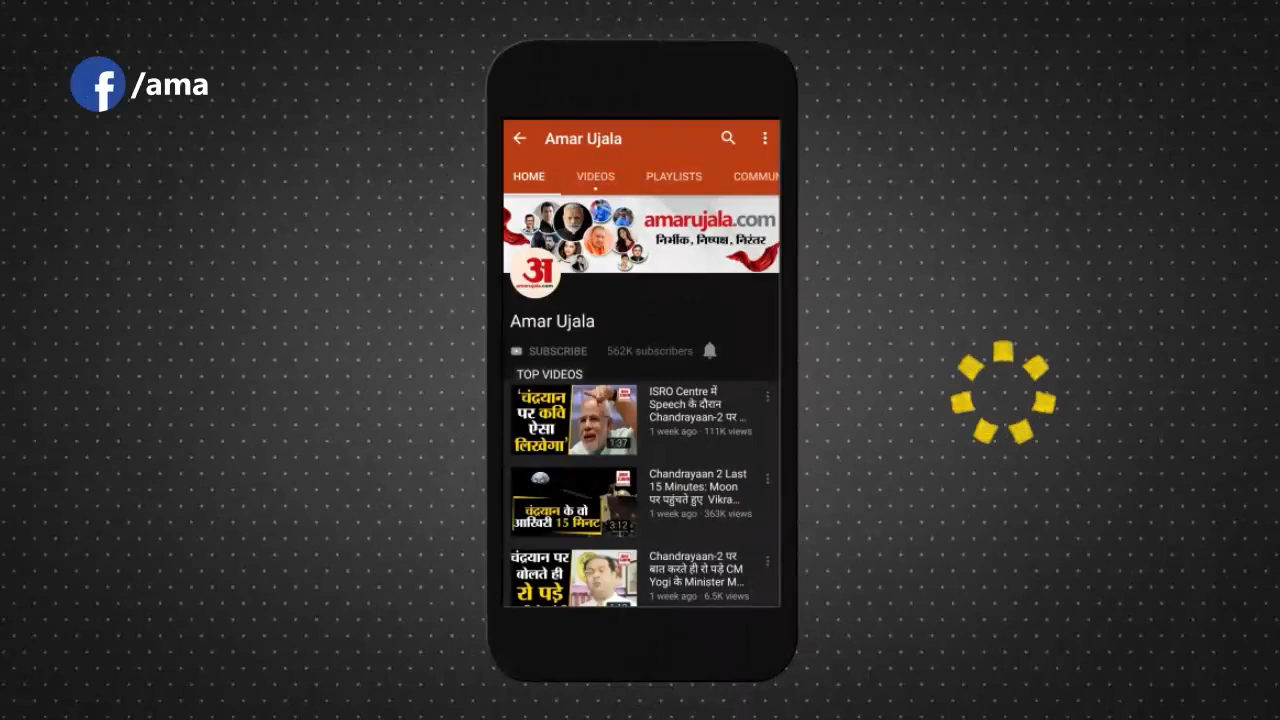 /ama
Amar Ujala
HOME VIDEOS PLAYLISTS COMMUN
amarujala.com
निर्भीक, निष्पक्ष, निरंतर
अ
amarujala.com
Amar Ujala
SUBSCRIBE 562K subscribers
TOP VIDEOS
'चंद्रयान
पर कवि
ऐसा
लिखेगा'
1:37
ISRO Centre में
Speech के दौरान
Chandrayaan-2 पर ...
1 week ago · 111K views
चंद्रयान के वो
आखिरी 15 मिनट
3:12
Chandrayaan 2 Last
15 Minutes: Moon
पर पहुंचते हुए Vikra...
1 week ago · 363K views
चंद्रयान पर
बोलते ही
रो पड़े
Chandrayaan-2 पर
बात करते ही रो पड़े CM
Yogi के Minister M...
1 week ago · 6.5K views